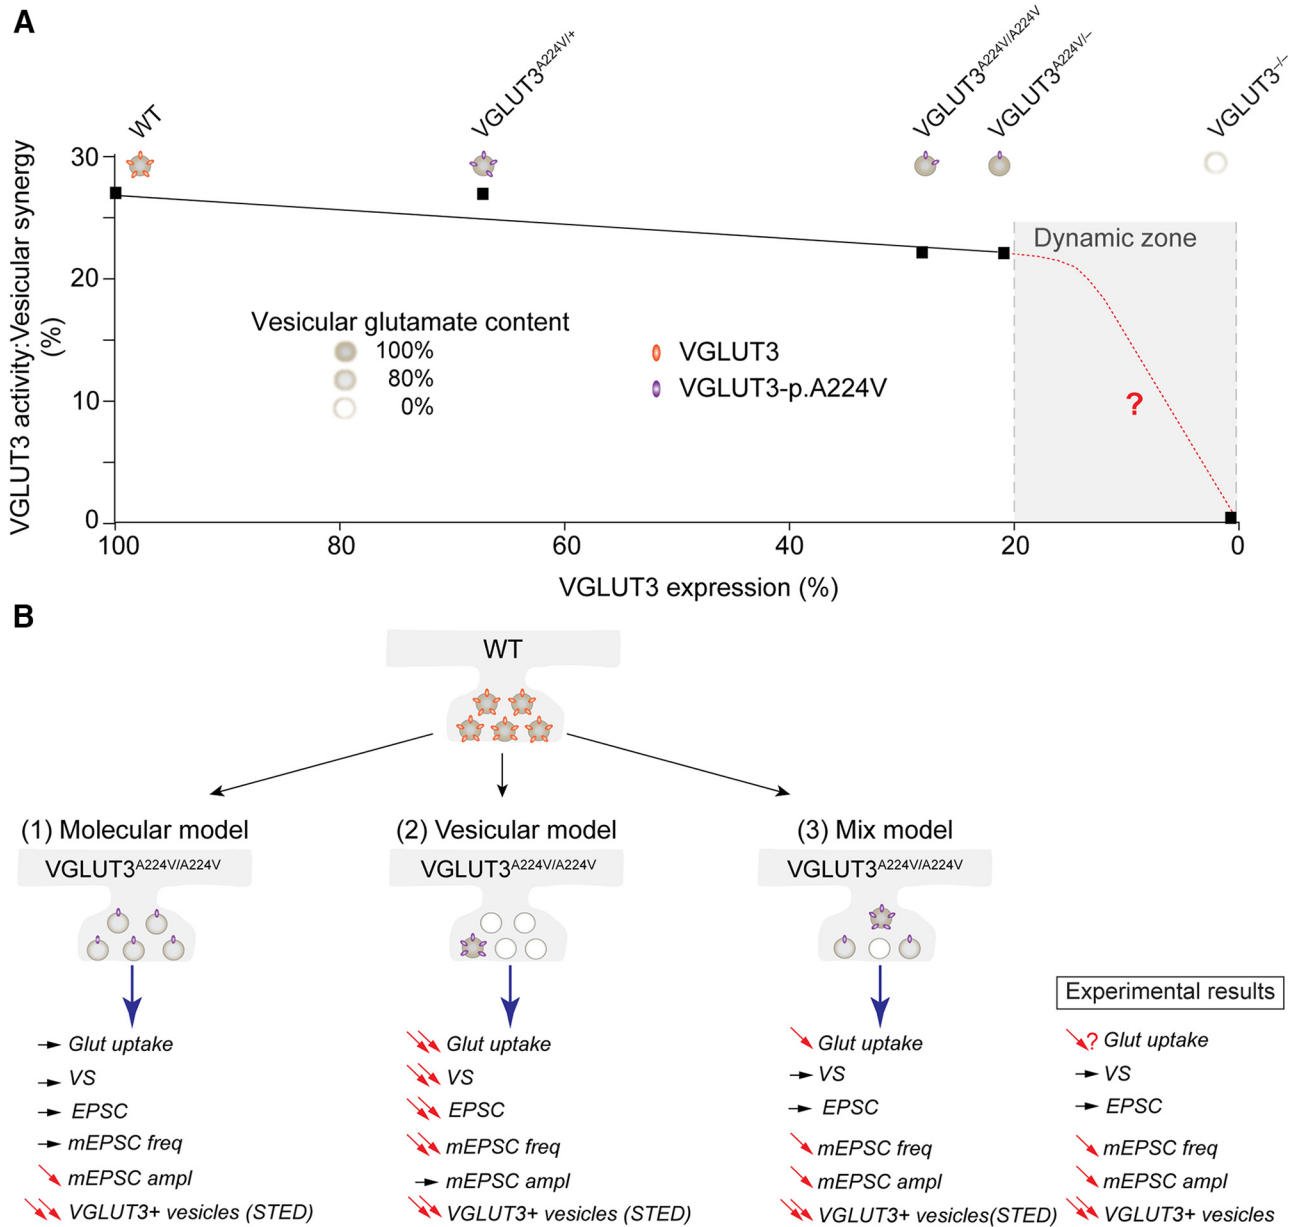 A
WT
VGLUT3A224V/+
VGLUT3A224V/A224V
VGLUT3A224V/–
VGLUT3–/–
VGLUT3 activity:Vesicular synergy
(%)
30
20
10
0
Dynamic zone
Vesicular glutamate content
100%
80%
0%
VGLUT3
VGLUT3-p.A224V
?
100
80
60
40
20
0
VGLUT3 expression (%)
B
WT
(1) Molecular model
VGLUT3A224V/A224V
Glut uptake
VS
EPSC
mEPSC freq
mEPSC ampl
VGLUT3+ vesicles (STED)
(2) Vesicular model
VGLUT3A224V/A224V
Glut uptake
VS
EPSC
mEPSC freq
mEPSC ampl
VGLUT3+ vesicles (STED)
(3) Mix model
VGLUT3A224V/A224V
Glut uptake
VS
EPSC
mEPSC freq
mEPSC ampl
VGLUT3+ vesicles(STED)
Experimental results
? Glut uptake
VS
EPSC
mEPSC freq
mEPSC ampl
VGLUT3+ vesicles